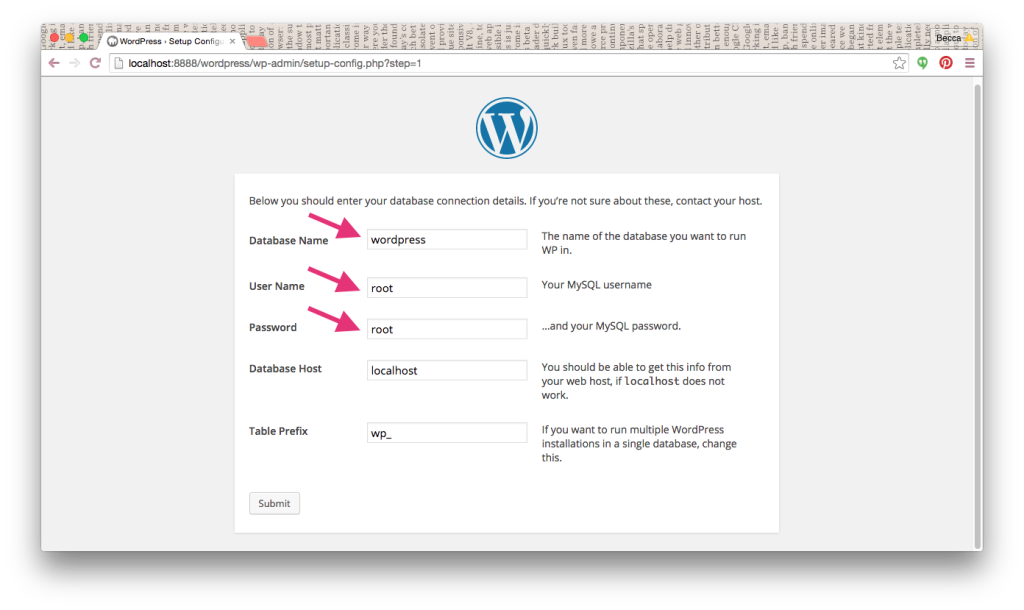 WordPress › Setup Configu
Becca
localhost:8888/wordpress/wp-admin/setup-config.php?step=1
Below you should enter your database connection details. If you're not sure about these, contact your host.
Database Name
wordpress
The name of the database you want to run
WP in.
User Name
root
Your MySQL username
Password
root
...and your MySQL password.
Database Host
localhost
You should be able to get this info from
your web host, if localhost does not
work.
Table Prefix
wp_
If you want to run multiple WordPress
installations in a single database, change
this.
Submit